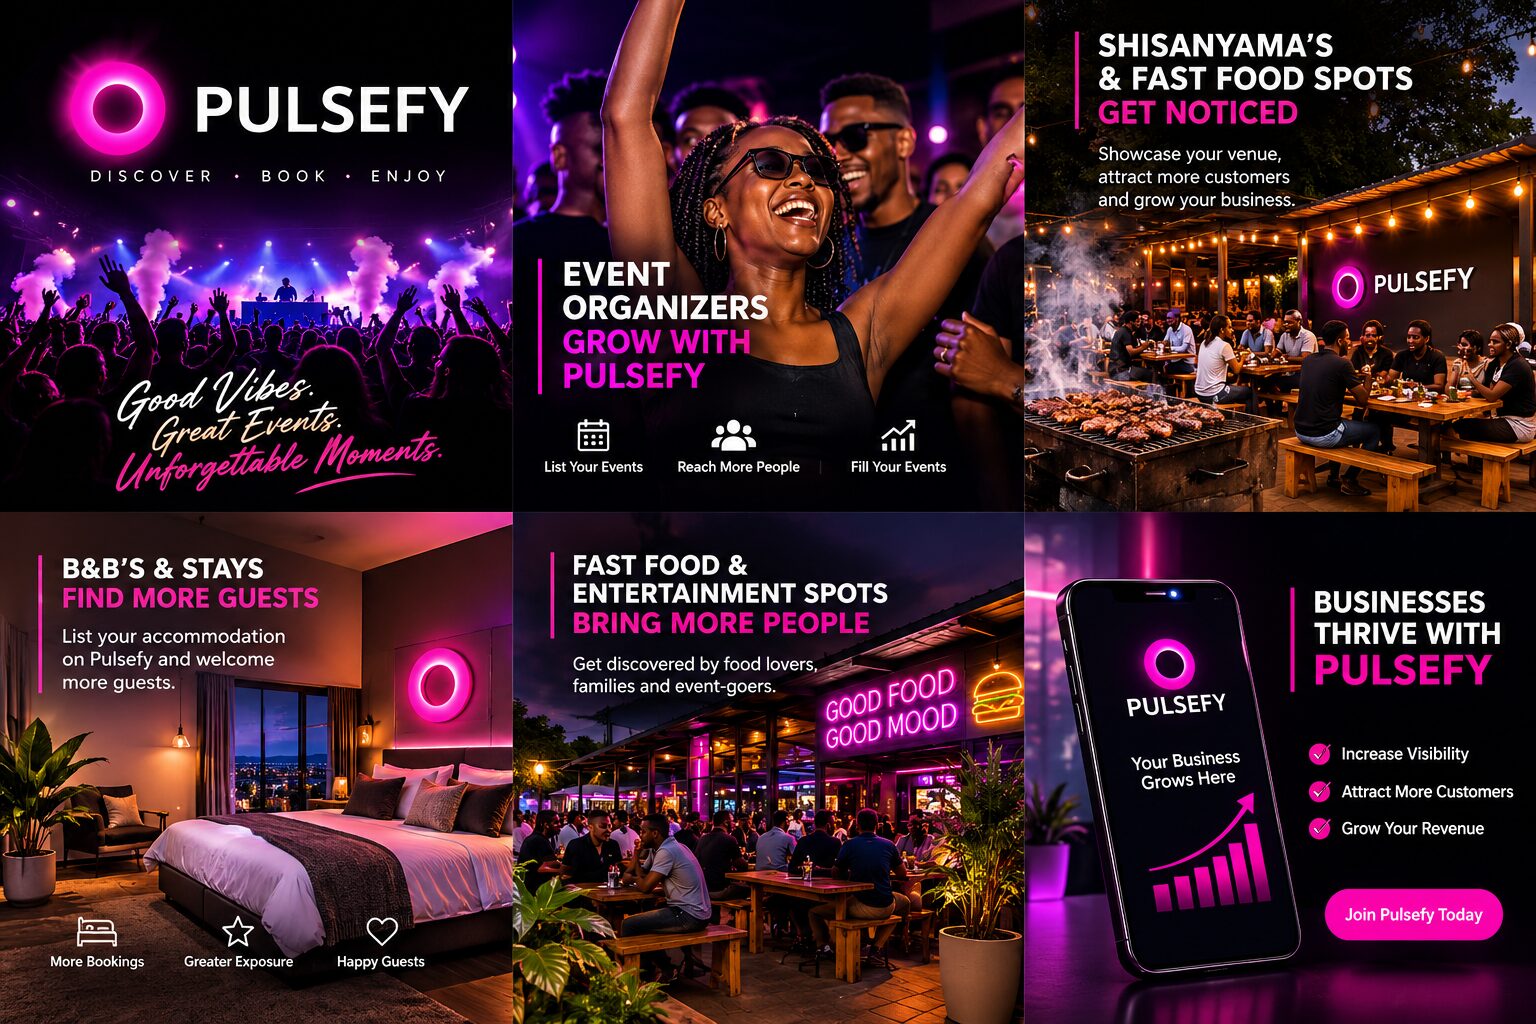 PULSEFY
DISCOVER • BOOK • ENJOY
Good Vibes.
Great Events.
Unforgettable Moments.
EVENT
ORGANIZERS
GROW WITH
PULSEFY
List Your Events
Reach More People
Fill Your Events
SHISANYAMA'S
& FAST FOOD SPOTS
GET NOTICED
Showcase your venue,
attract more customers
and grow your business.
PULSEFY
B&B'S & STAYS
FIND MORE GUESTS
List your accommodation
on Pulsefy and welcome
more guests.
More Bookings
Greater Exposure
Happy Guests
FAST FOOD &
ENTERTAINMENT SPOTS
BRING MORE PEOPLE
Get discovered by food lovers,
families and event-goers.
GOOD FOOD
GOOD MOOD
PULSEFY
Your Business
Grows Here
BUSINESSES
THRIVE WITH
PULSEFY
Increase Visibility
Attract More Customers
Grow Your Revenue
Join Pulsefy Today